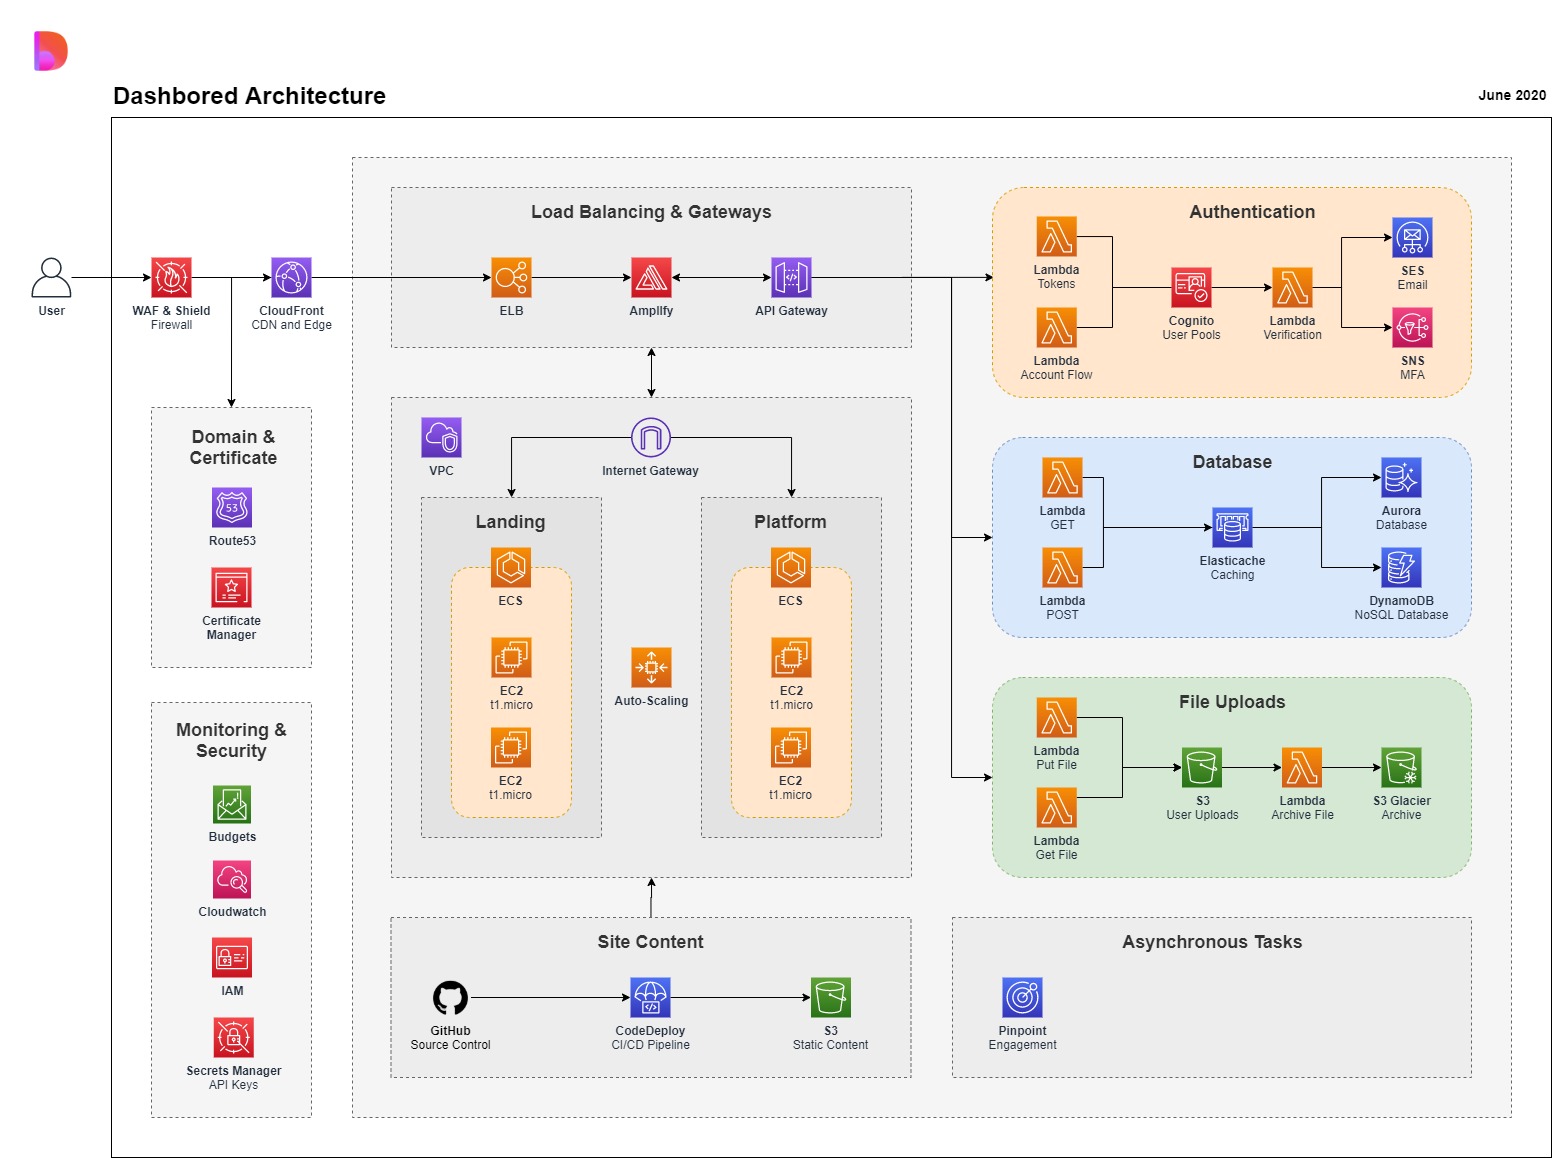 Dashbored Architecture
June 2020
User
WAF & Shield
Firewall
CloudFront
CDN and Edge
Load Balancing & Gateways
ELB
Amplify
API Gateway
Authentication
Lambda
Tokens
Lambda
Account Flow
Cognito
User Pools
Lambda
Verification
SES
Email
SNS
MFA
Domain &
Certificate
53
Route53
Certificate
Manager
VPC
Internet Gateway
Landing
ECS
EC2
t1.micro
EC2
t1.micro
Auto-Scaling
Platform
ECS
EC2
t1.micro
EC2
t1.micro
Database
Lambda
GET
Lambda
POST
Elasticache
Caching
Aurora
Database
DynamoDB
NoSQL Database
Monitoring &
Security
Budgets
Cloudwatch
IAM
Secrets Manager
API Keys
File Uploads
Lambda
Put File
Lambda
Get File
S3
User Uploads
Lambda
Archive File
S3 Glacier
Archive
Site Content
GitHub
Source Control
CodeDeploy
CI/CD Pipeline
S3
Static Content
Asynchronous Tasks
Pinpoint
Engagement